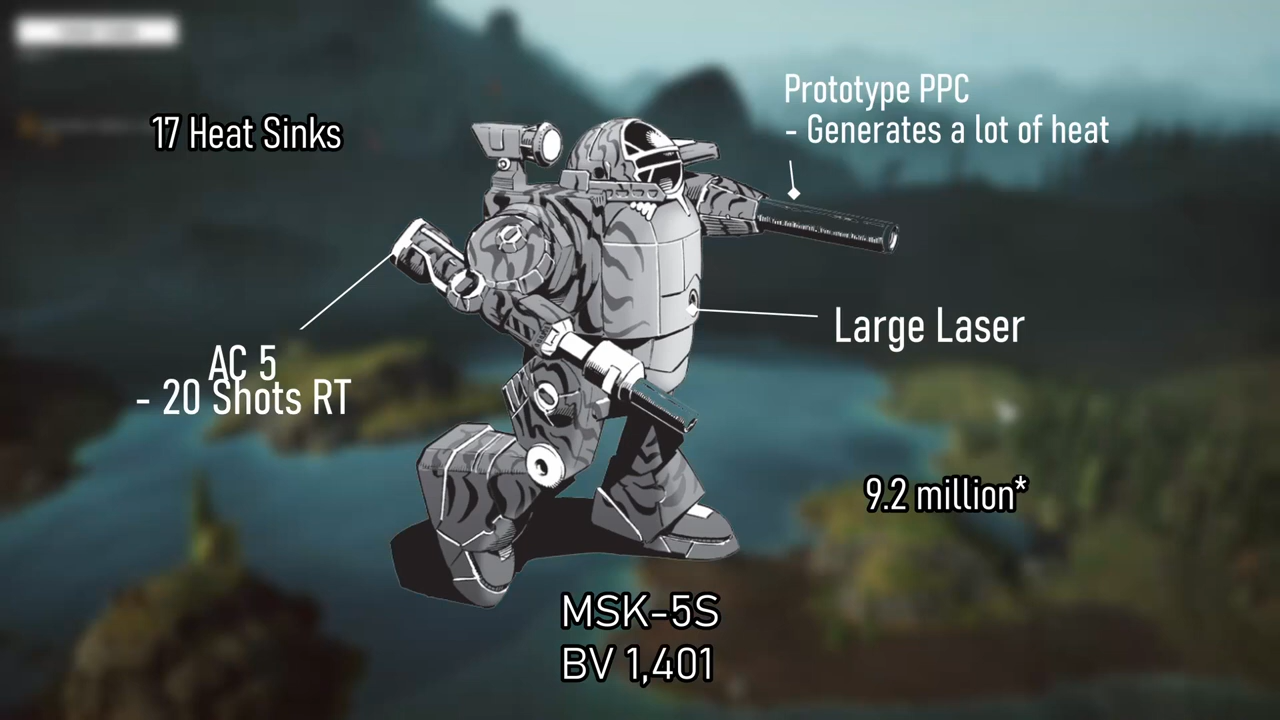 Prototype PPC
- Generates a lot of heat
17 Heat Sinks
Large Laser
AC 5
- 20 Shots RT
9.2 million*
MSK-5S
BV 1,401